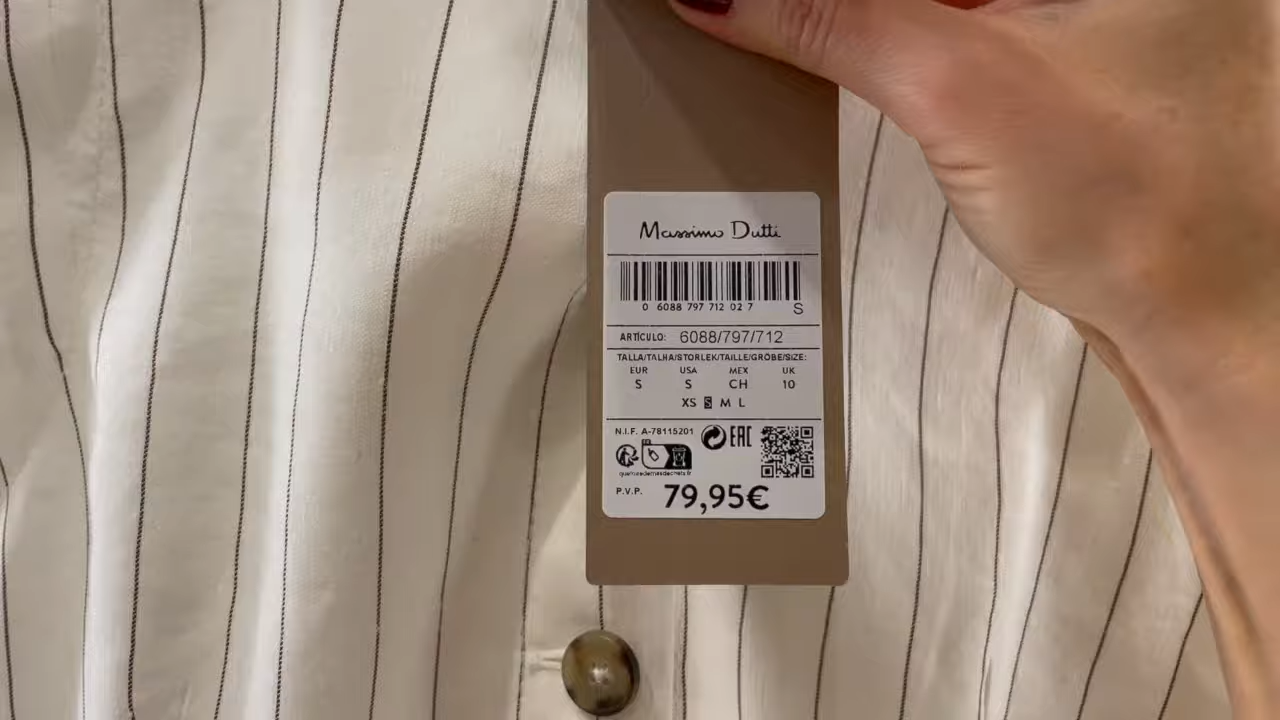 Massimo Dutti
0 6088 797 712 02 7 S
ARTÍCULO: 6088/797/712
TALLA/TALHA/STORLEK/TAILLE/GRÖBE/SIZE:
EUR USA MEX UK
S S CH 10
XS S M L
N.I.F. A-78115201
EAC
P.V.P. 79,95€